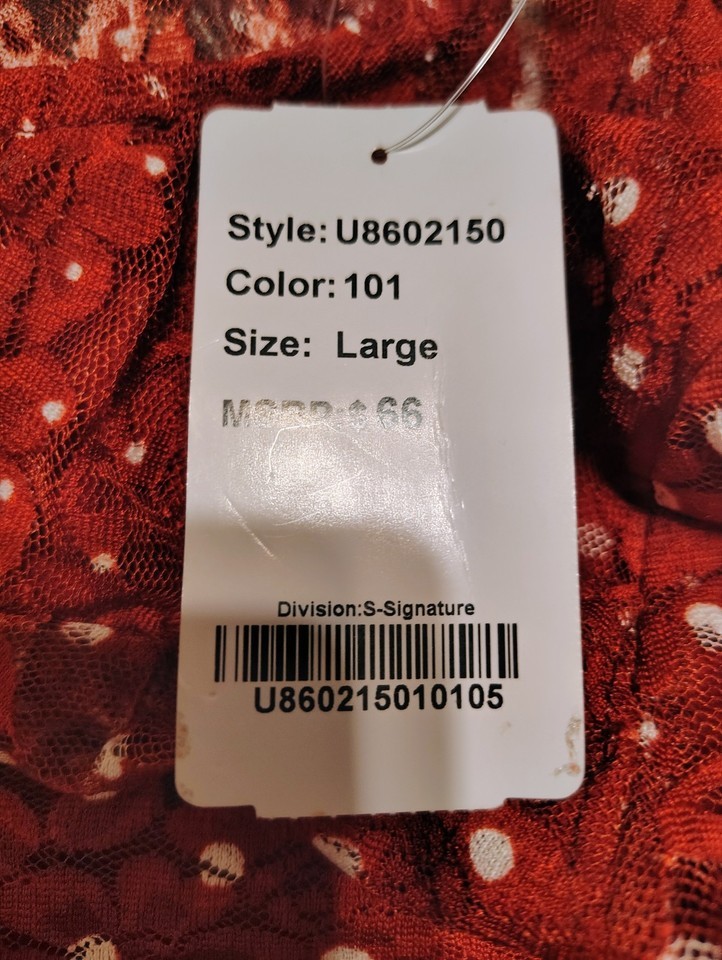 Style: U8602150
Color: 101
Size: Large
MSRP: $ 66
Division:S-Signature
U860215010105